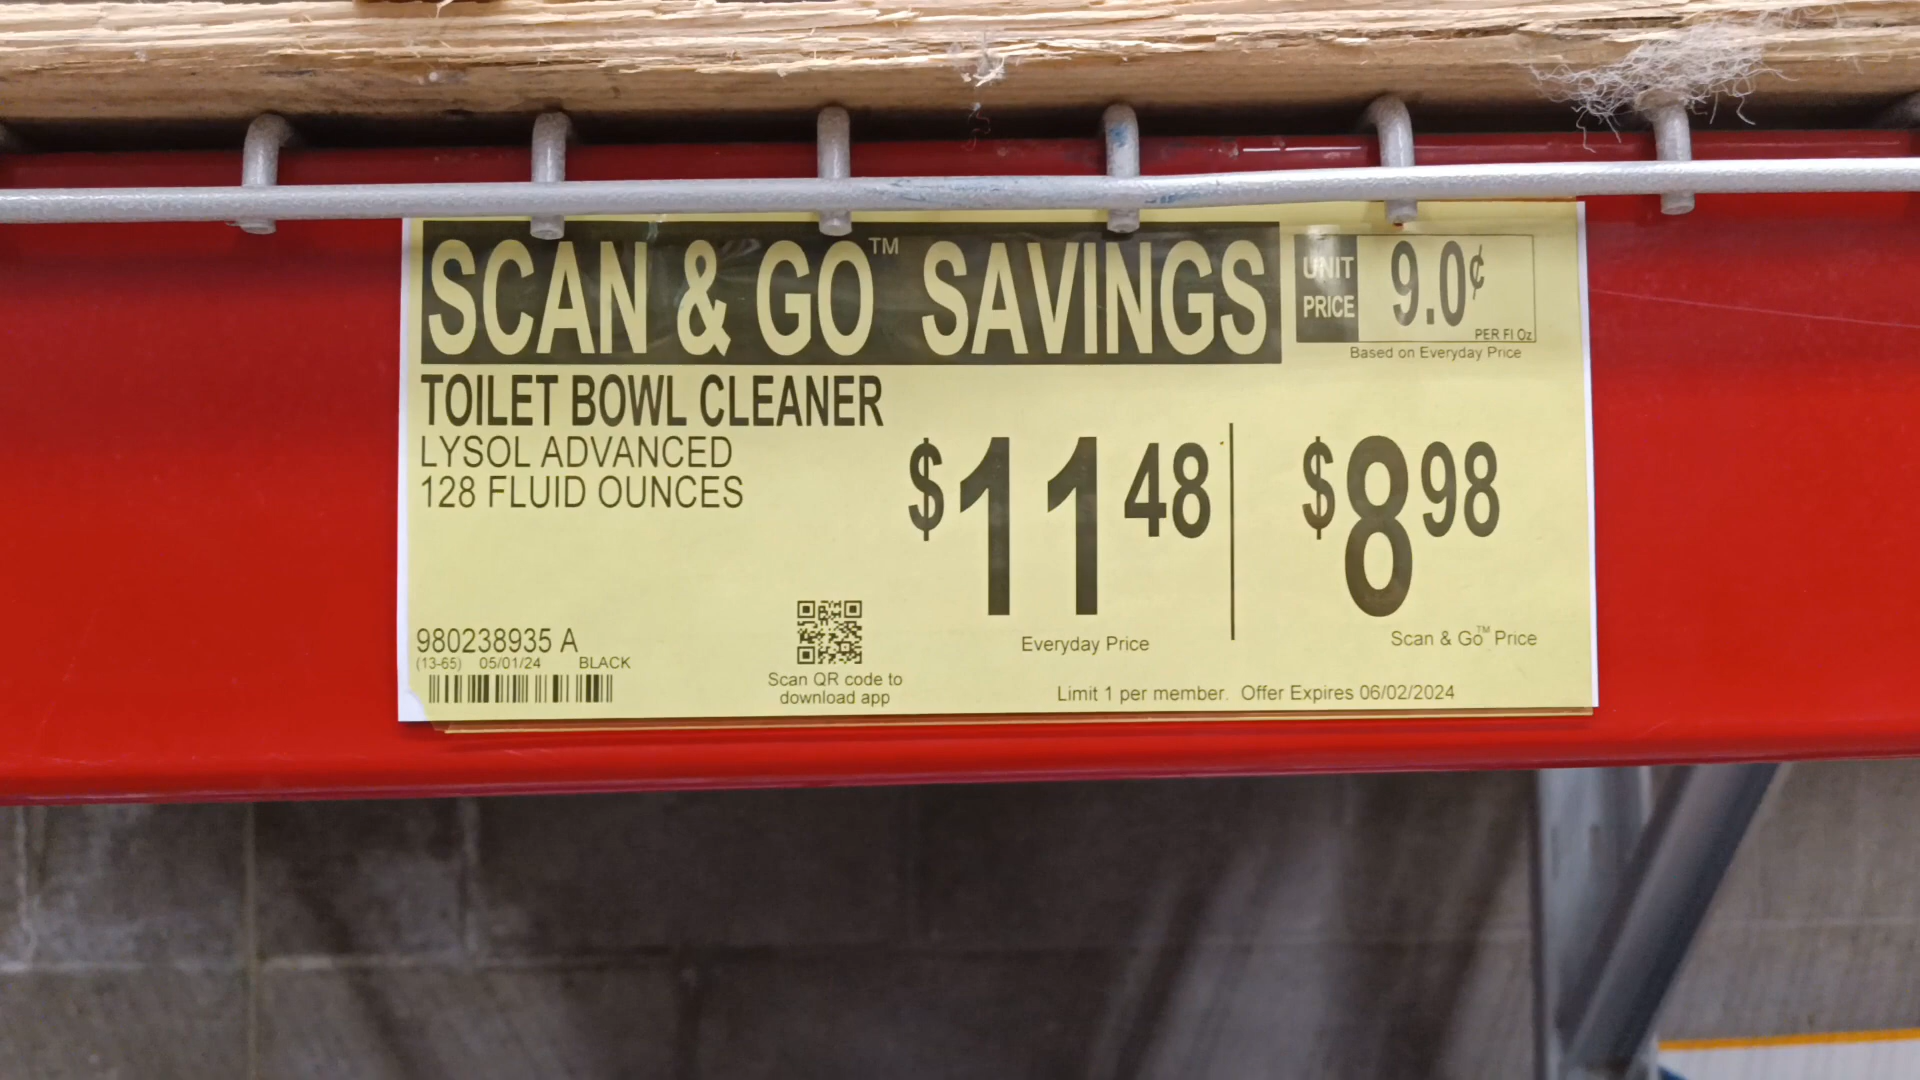 SCAN & GO™ SAVINGS
UNIT PRICE
9.0¢
PER Fl Oz
Based on Everyday Price
TOILET BOWL CLEANER
LYSOL ADVANCED
128 FLUID OUNCES
$11 48
Everyday Price
$8 98
Scan & Go™ Price
980238935 A
(13-65) 05/01/24 BLACK
Scan QR code to
download app
Limit 1 per member. Offer Expires 06/02/2024